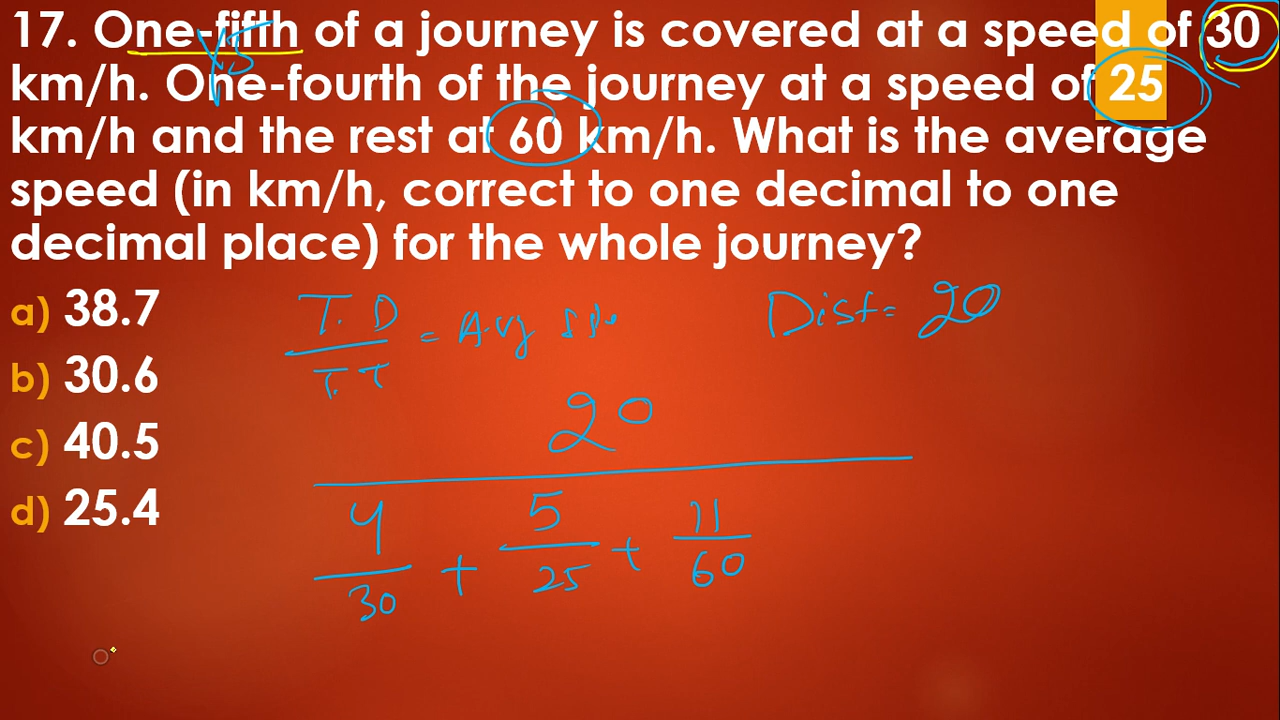 17. One-fifth of a journey is covered at a speed of 30
km/h. One-fourth of the journey at a speed of 25
km/h and the rest at 60 km/h. What is the average
speed (in km/h, correct to one decimal to one
decimal place) for the whole journey?
a) 38.7
b) 30.6
c) 40.5
d) 25.4
T.D
T.T
= Avg
Dist = 20
20
4 5 11
30 + 25 + 60